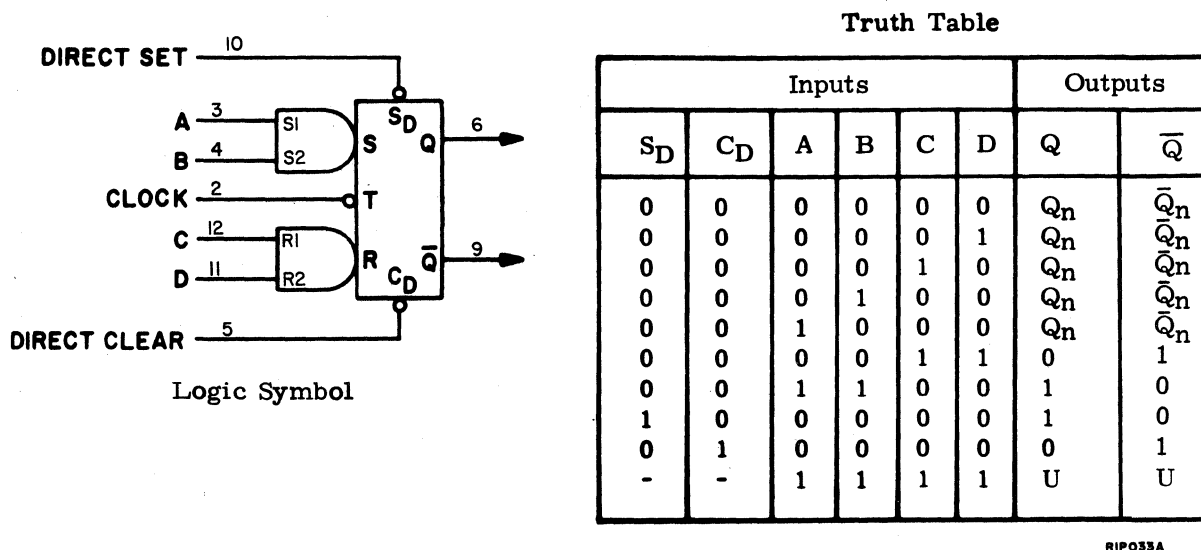 DIRECT SET 10
A 3 S1
B 4 S2
S SD Q 6
CLOCK 2 T
C 12 R1
D 11 R2
R CD Q̅ 9
DIRECT CLEAR 5
Logic Symbol
Truth Table
Inputs Outputs
SD CD A B C D Q Q̅
0 0 0 0 0 0 Qn Q̅n
0 0 0 0 0 1 Qn Q̅n
0 0 0 0 1 0 Qn Q̅n
0 0 0 1 0 0 Qn Q̅n
0 0 1 0 0 0 Qn Q̅n
0 0 0 0 1 1 0 1
0 0 1 1 0 0 1 0
1 0 0 0 0 0 1 0
0 1 0 0 0 0 0 1
- - 1 1 1 1 U U
RIP033A